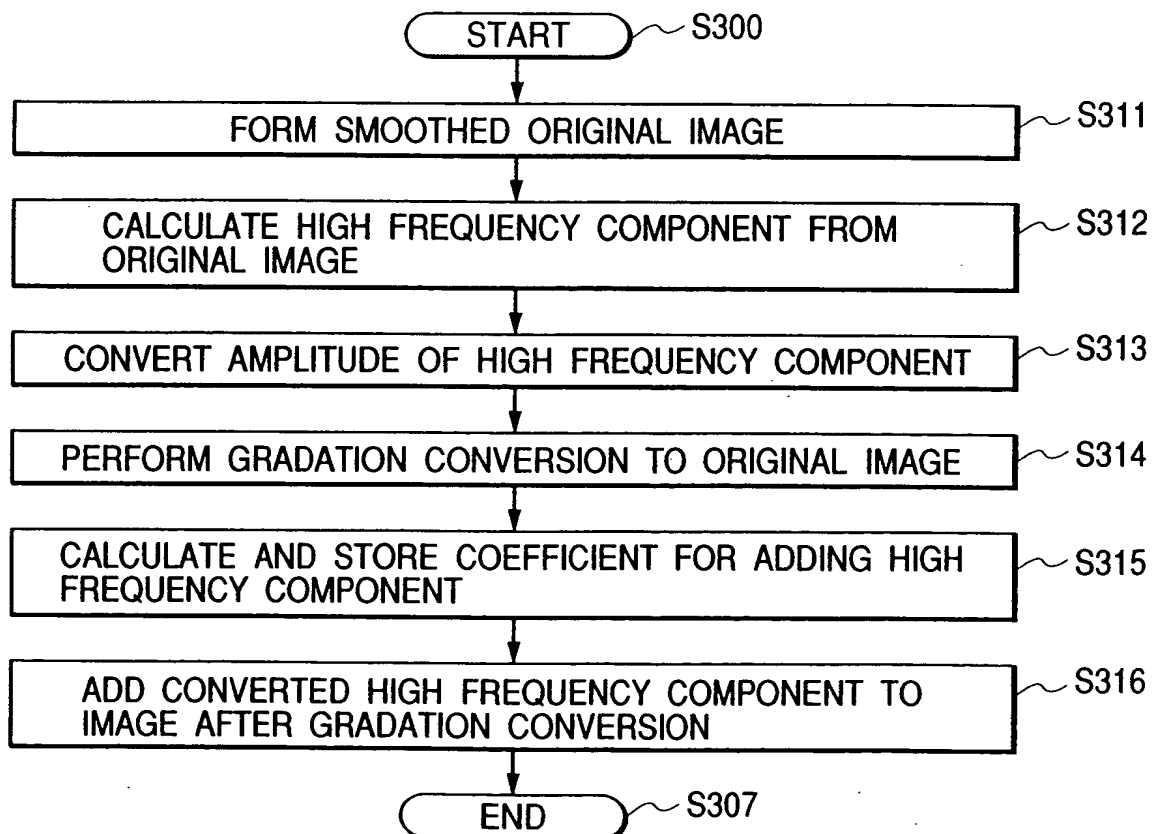 START S300
FORM SMOOTHED ORIGINAL IMAGE S311
CALCULATE HIGH FREQUENCY COMPONENT FROM
ORIGINAL IMAGE S312
CONVERT AMPLITUDE OF HIGH FREQUENCY COMPONENT S313
PERFORM GRADATION CONVERSION TO ORIGINAL IMAGE S314
CALCULATE AND STORE COEFFICIENT FOR ADDING HIGH
FREQUENCY COMPONENT S315
ADD CONVERTED HIGH FREQUENCY COMPONENT TO
IMAGE AFTER GRADATION CONVERSION S316
END S307